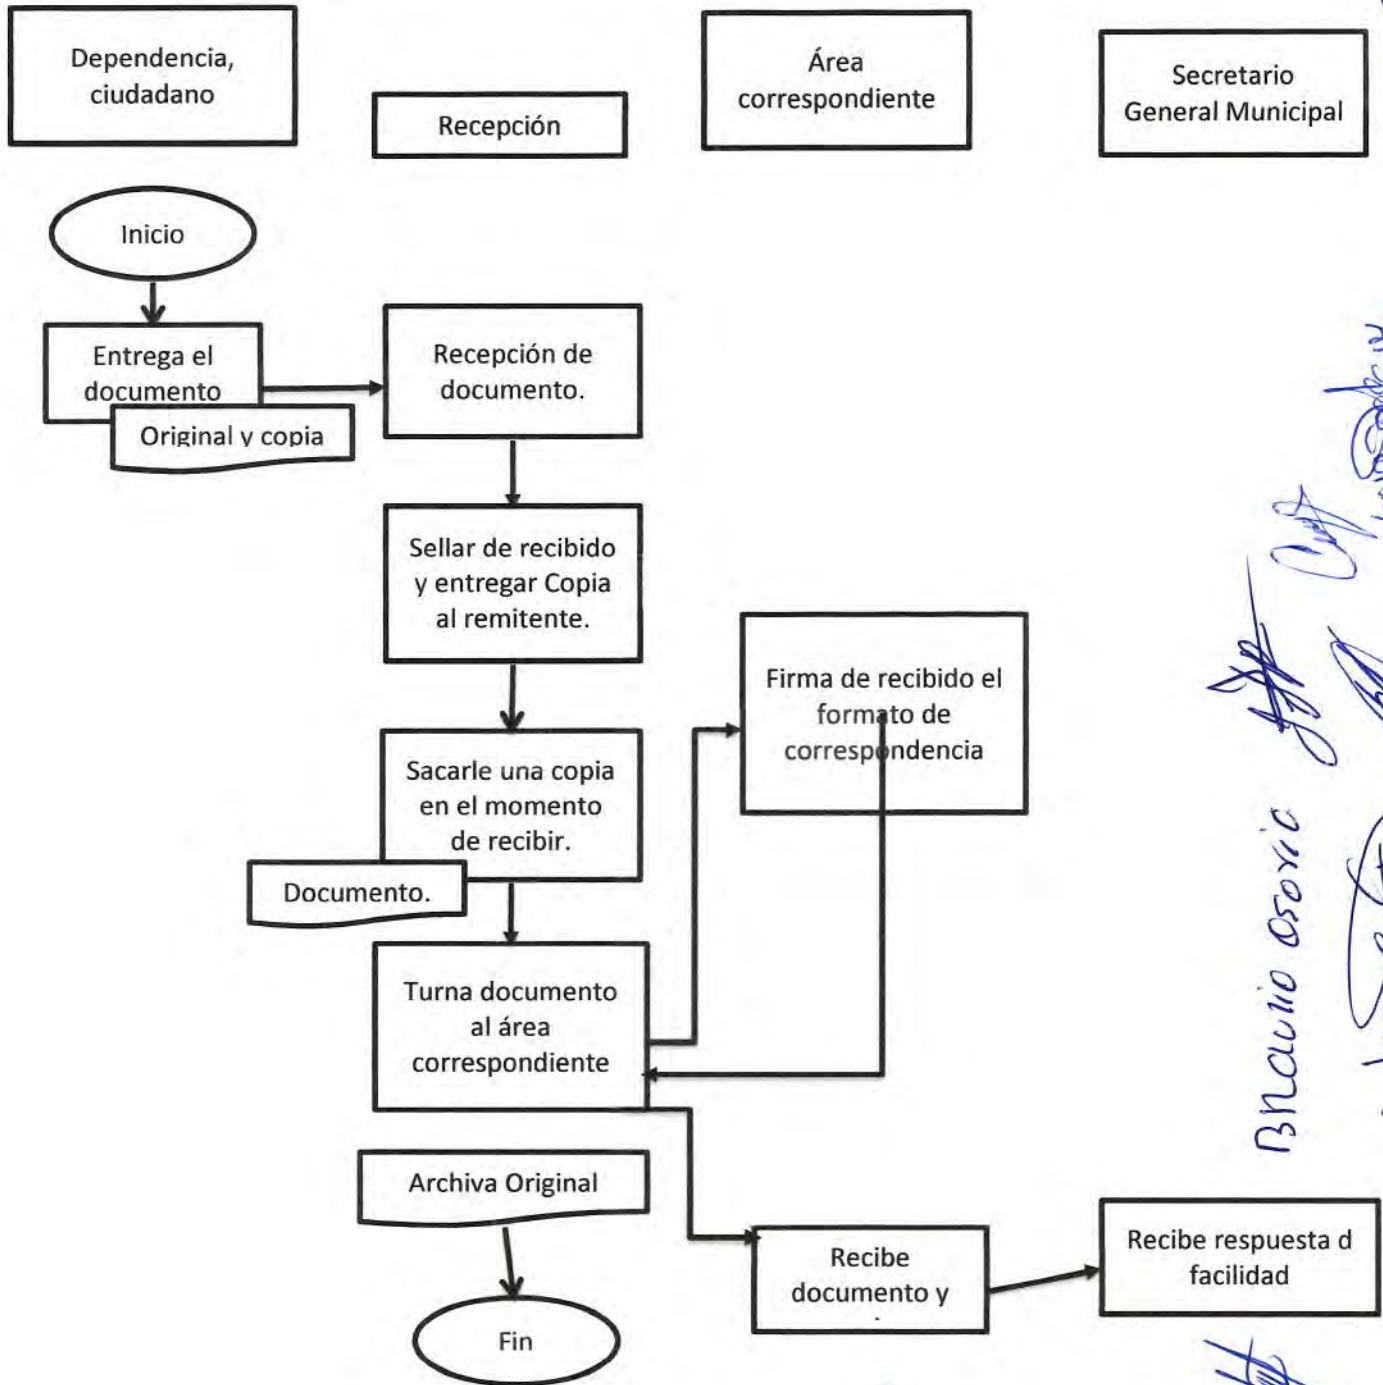 Dependencia,
ciudadano
Recepción
Área
correspondiente
Secretario
General Municipal
Inicio
Entrega el
documento
Original y copia
Recepción de
documento.
Sellar de recibido
y entregar Copia
al remitente.
Firma de recibido el
formato de
correspondencia
Sacarle una copia
en el momento
de recibir.
Documento.
Turna documento
al área
correspondiente
Archiva Original
Recibe
documento y
Recibe respuesta d
facilidad
Fin